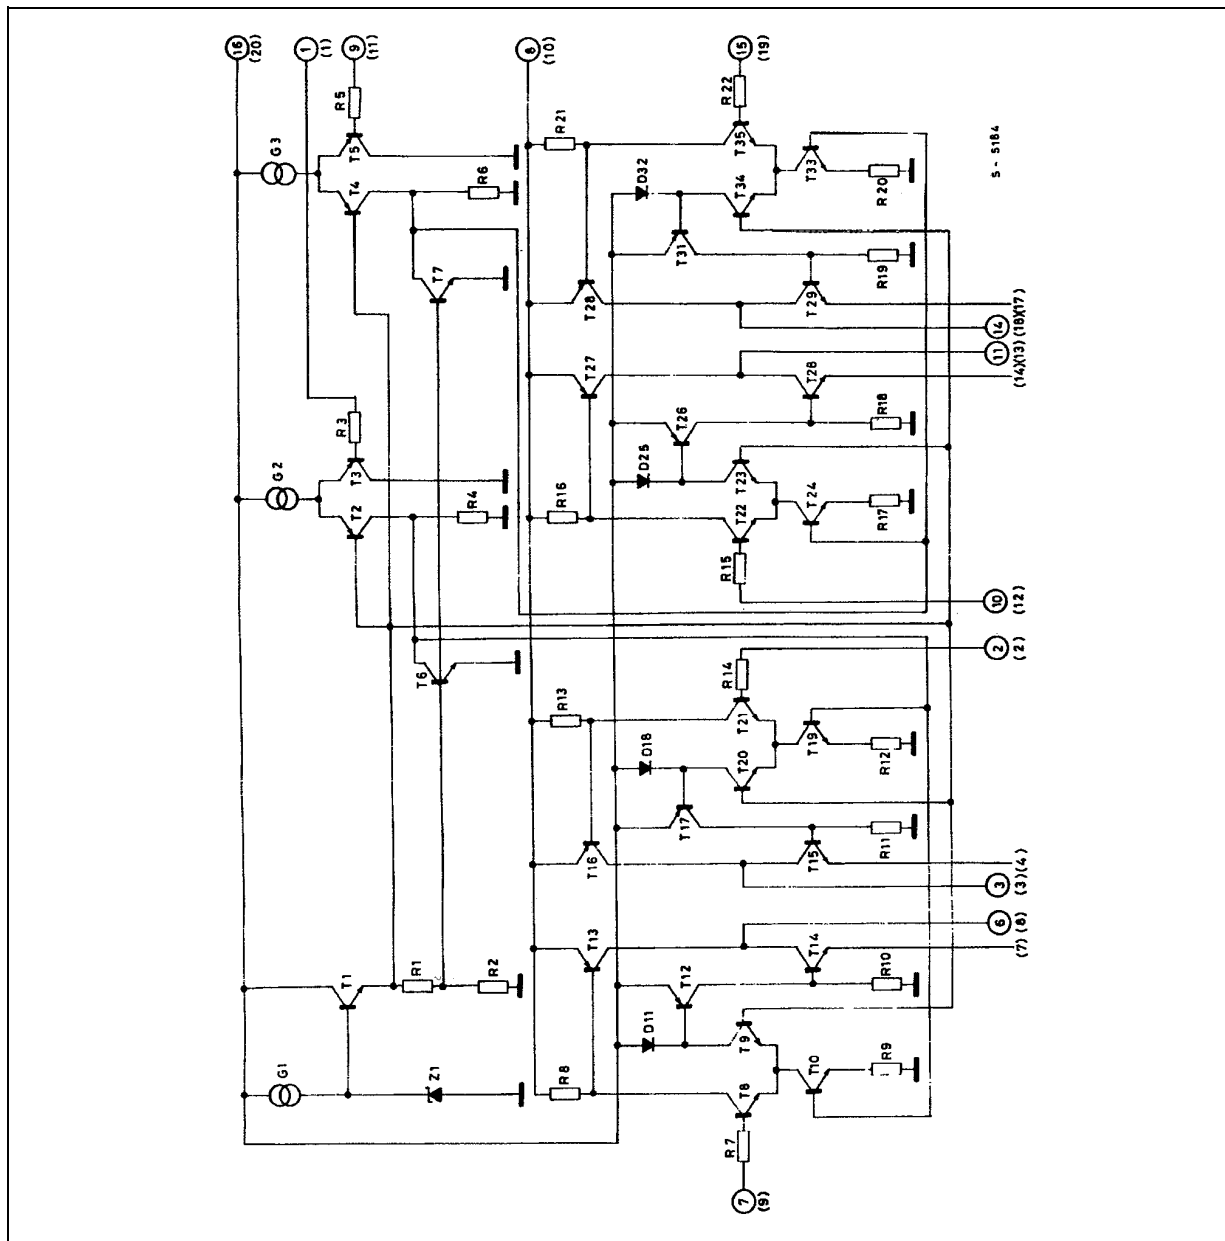 16
(20)
1
(1)
9
(11)
8
(10)
15
(19)
G3
R5
T5
T4
R6
T7
G2
R3
T3
T2
R4
T6
T1
R1
R2
G1
Z1
R21
R22
T35
D32
T34
T33
R20
T31
R19
T28
T29
14
(18)(17)
11
(14)(13)
T27
T28
T26
R18
D25
R16
T23
T22
T24
R17
R15
10
(12)
2
(2)
R14
R13
T21
D18
T20
T19
R12
T17
R11
T16
T15
3
(3)(4)
6
(8)
(7)
T13
T14
T12
R10
D11
T9
R8
T8
T10
R9
R7
7
(9)
S - 5184